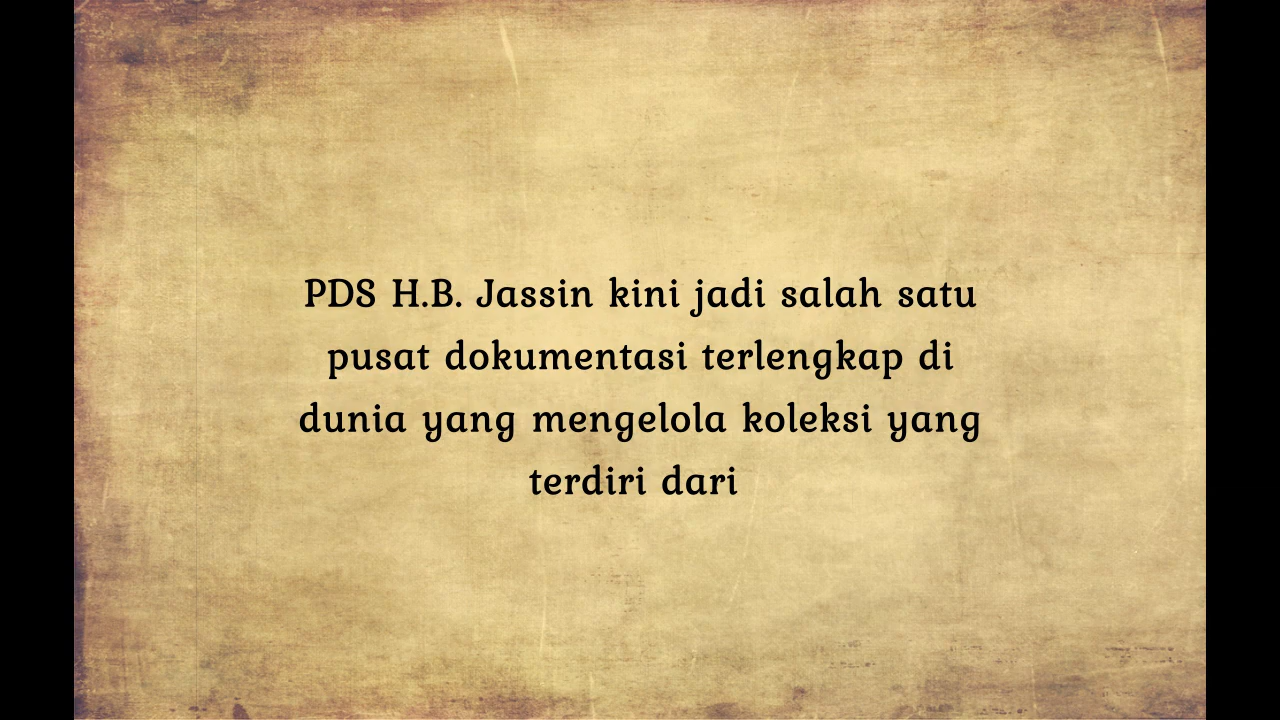 PDS H.B. Jassin kini jadi salah satu
pusat dokumentasi terlengkap di
dunia yang mengelola koleksi yang
terdiri dari